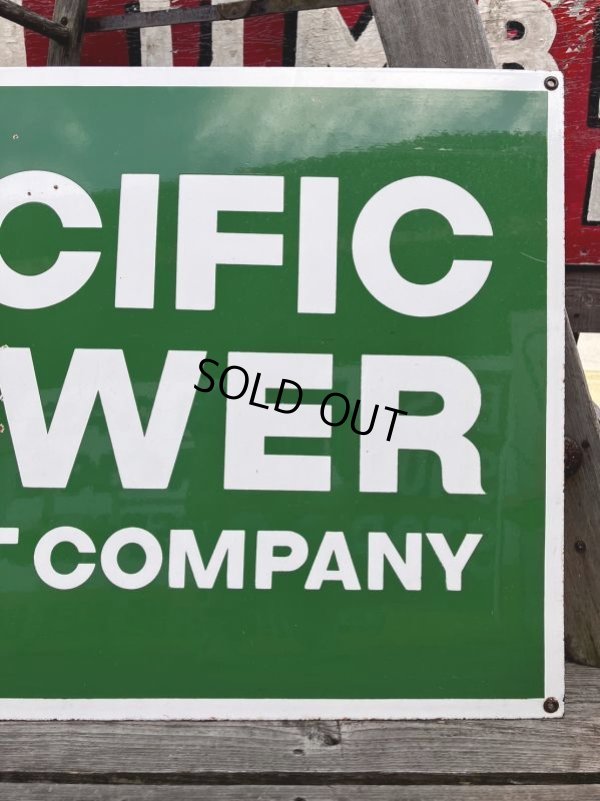 CIFIC
WER
SOLD OUT
T COMPANY